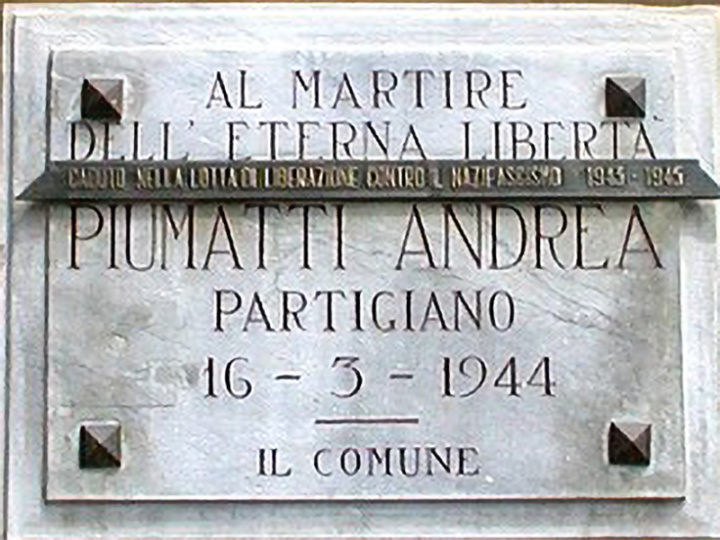 AL MARTIRE
DELL' ETERNA LIBERTA'
CADUTO NELLA LOTTA DI LIBERAZIONE CONTRO IL NAZIFASCISMO 1943-1945
PIUMATTI ANDREA
PARTIGIANO
16 - 3 - 1944
IL COMUNE